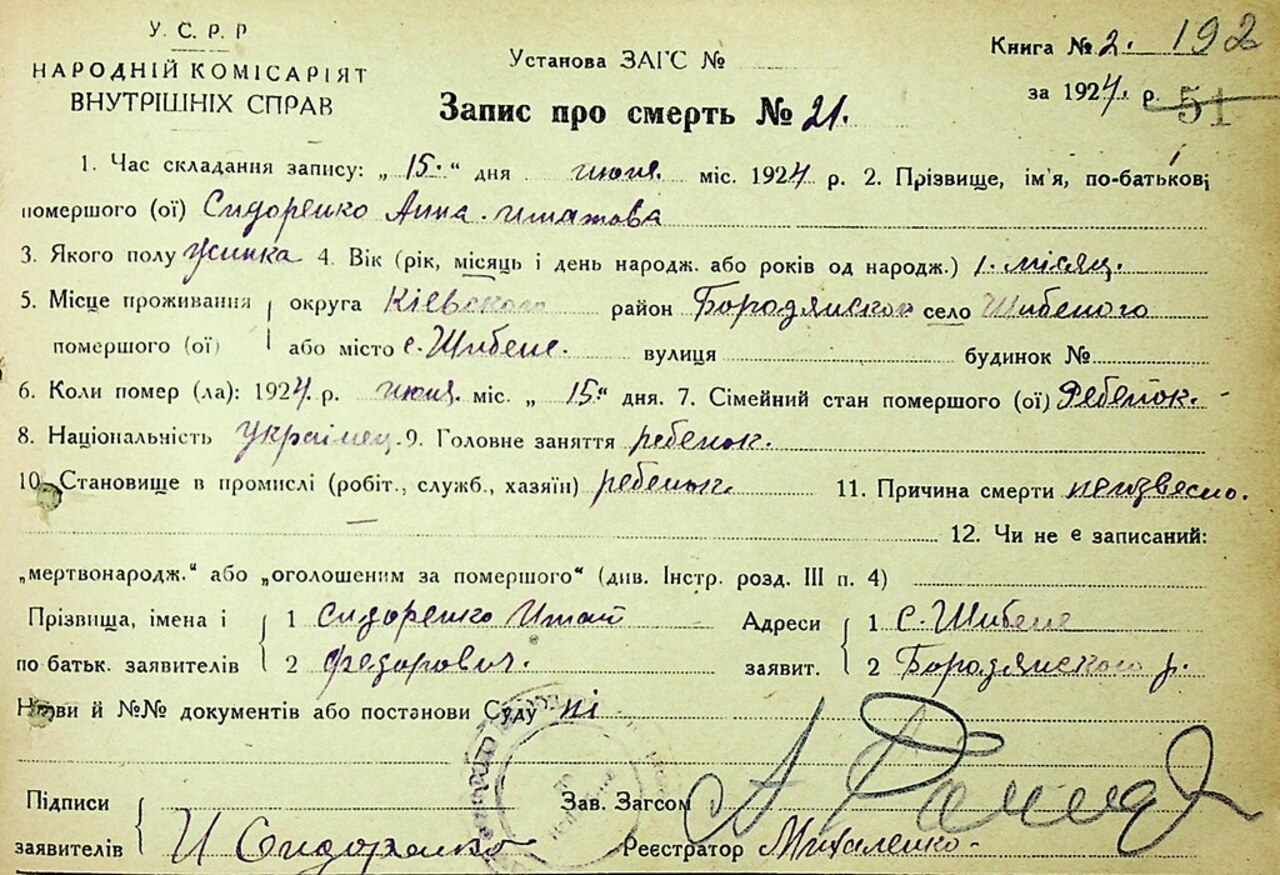 У. С. Р. Р
НАРОДНІЙ КОМІСАРІЯТ
ВНУТРІШНІХ СПРАВ
Установа ЗАГС №
Книга № 2. 192
за 1924 р. 51
Запис про смерть № 21.
1. Час складання запису: „15." дня июня міс. 1924 р. 2. Прізвище, ім'я, по-батькові
помершого (ої) Сидоренко Анна
3. Якого полу 4. Вік (рік, місяць і день народж. або років од народж.) 1. місяц.
5. Місце проживання округа Кіевского район Бородянского село Шибеного
помершого (ої) або місто с. Шибене. вулиця будинок №
6. Коли помер (ла): 1924 р. июня міс. „15" дня. 7. Сімейний стан помершого (ої) Ребенок.
8. Національність Украінец. 9. Головне заняття ребенок.
10. Становище в промислі (робіт., служб., хазяїн) ребенок. 11. Причина смерти неизвесно.
12. Чи не є записаний:
„мертвонародж." або „оголошеним за помершого" (див. Інстр. розд. III п. 4)
Прізвища, імена і 1 Сидоренко Адреси 1 с. Шибене
по батьк. заявителів 2 Федорович. заявит. 2 Бородянского р.
Назви й №№ документів або постанови Суду ні
Підписи
Зав. Загсом
заявителів И Сидоренко Реєстратор Михаленко